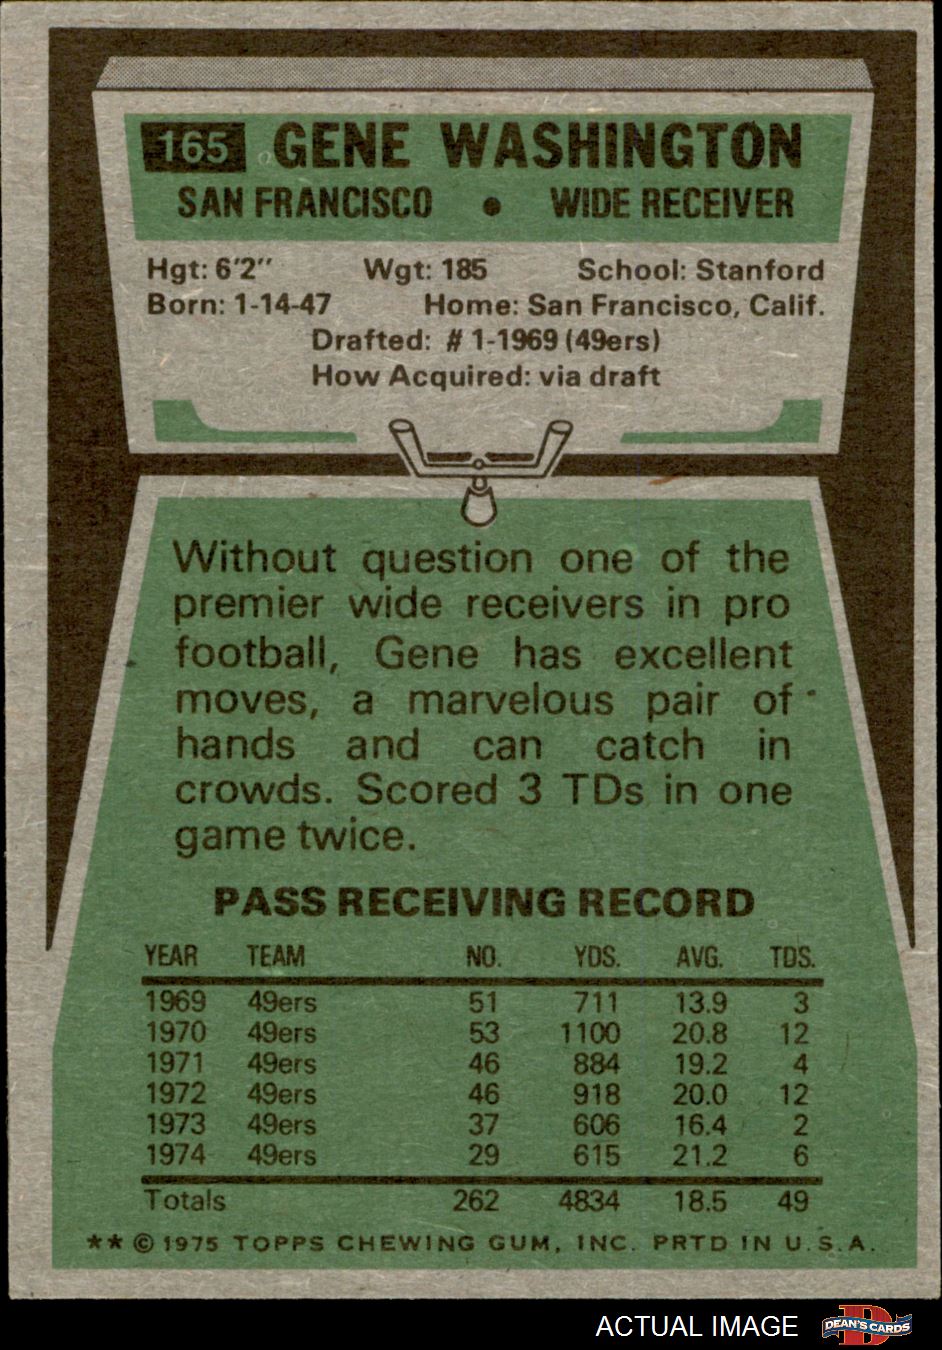 165 GENE WASHINGTON
SAN FRANCISCO • WIDE RECEIVER
Hgt: 6'2" Wgt: 185 School: Stanford
Born: 1-14-47 Home: San Francisco, Calif.
Drafted: # 1-1969 (49ers)
How Acquired: via draft
Without question one of the
premier wide receivers in pro
football, Gene has excellent
moves, a marvelous pair of
hands and can catch in
crowds. Scored 3 TDs in one
game twice.
PASS RECEIVING RECORD
YEAR TEAM NO. YDS. AVG. TDS.
1969 49ers 51 711 13.9 3
1970 49ers 53 1100 20.8 12
1971 49ers 46 884 19.2 4
1972 49ers 46 918 20.0 12
1973 49ers 37 606 16.4 2
1974 49ers 29 615 21.2 6
Totals 262 4834 18.5 49
** © 1975 TOPPS CHEWING GUM, INC. PRTD IN U.S.A.
ACTUAL IMAGE D DEAN'S CARDS